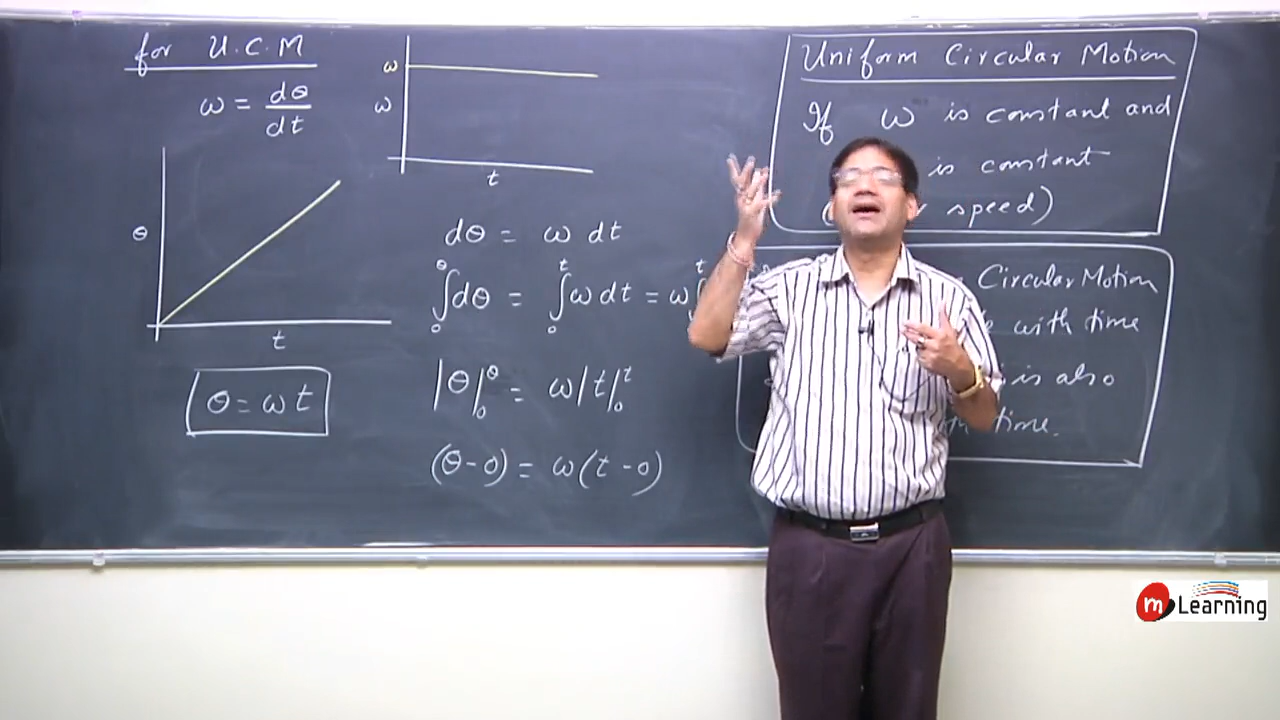 for U.C.M
ω = dθ/dt
ω
ω
t
θ
t
θ = ωt
dθ = ω dt
∫₀^θ dθ = ∫₀^t ω dt = ω
|θ|₀^θ = ω|t|₀^t
(θ-0) = ω(t-0)
Uniform Circular Motion
If ω is constant and
is constant
speed)
Circular Motion
with time
is also
time.
m Learning